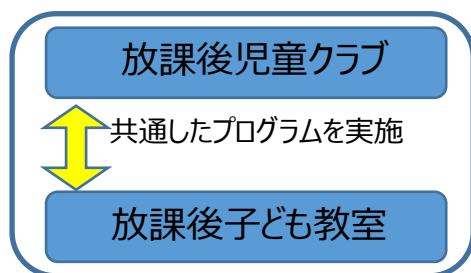 放課後児童クラブ
共通したプログラムを実施
放課後子ども教室